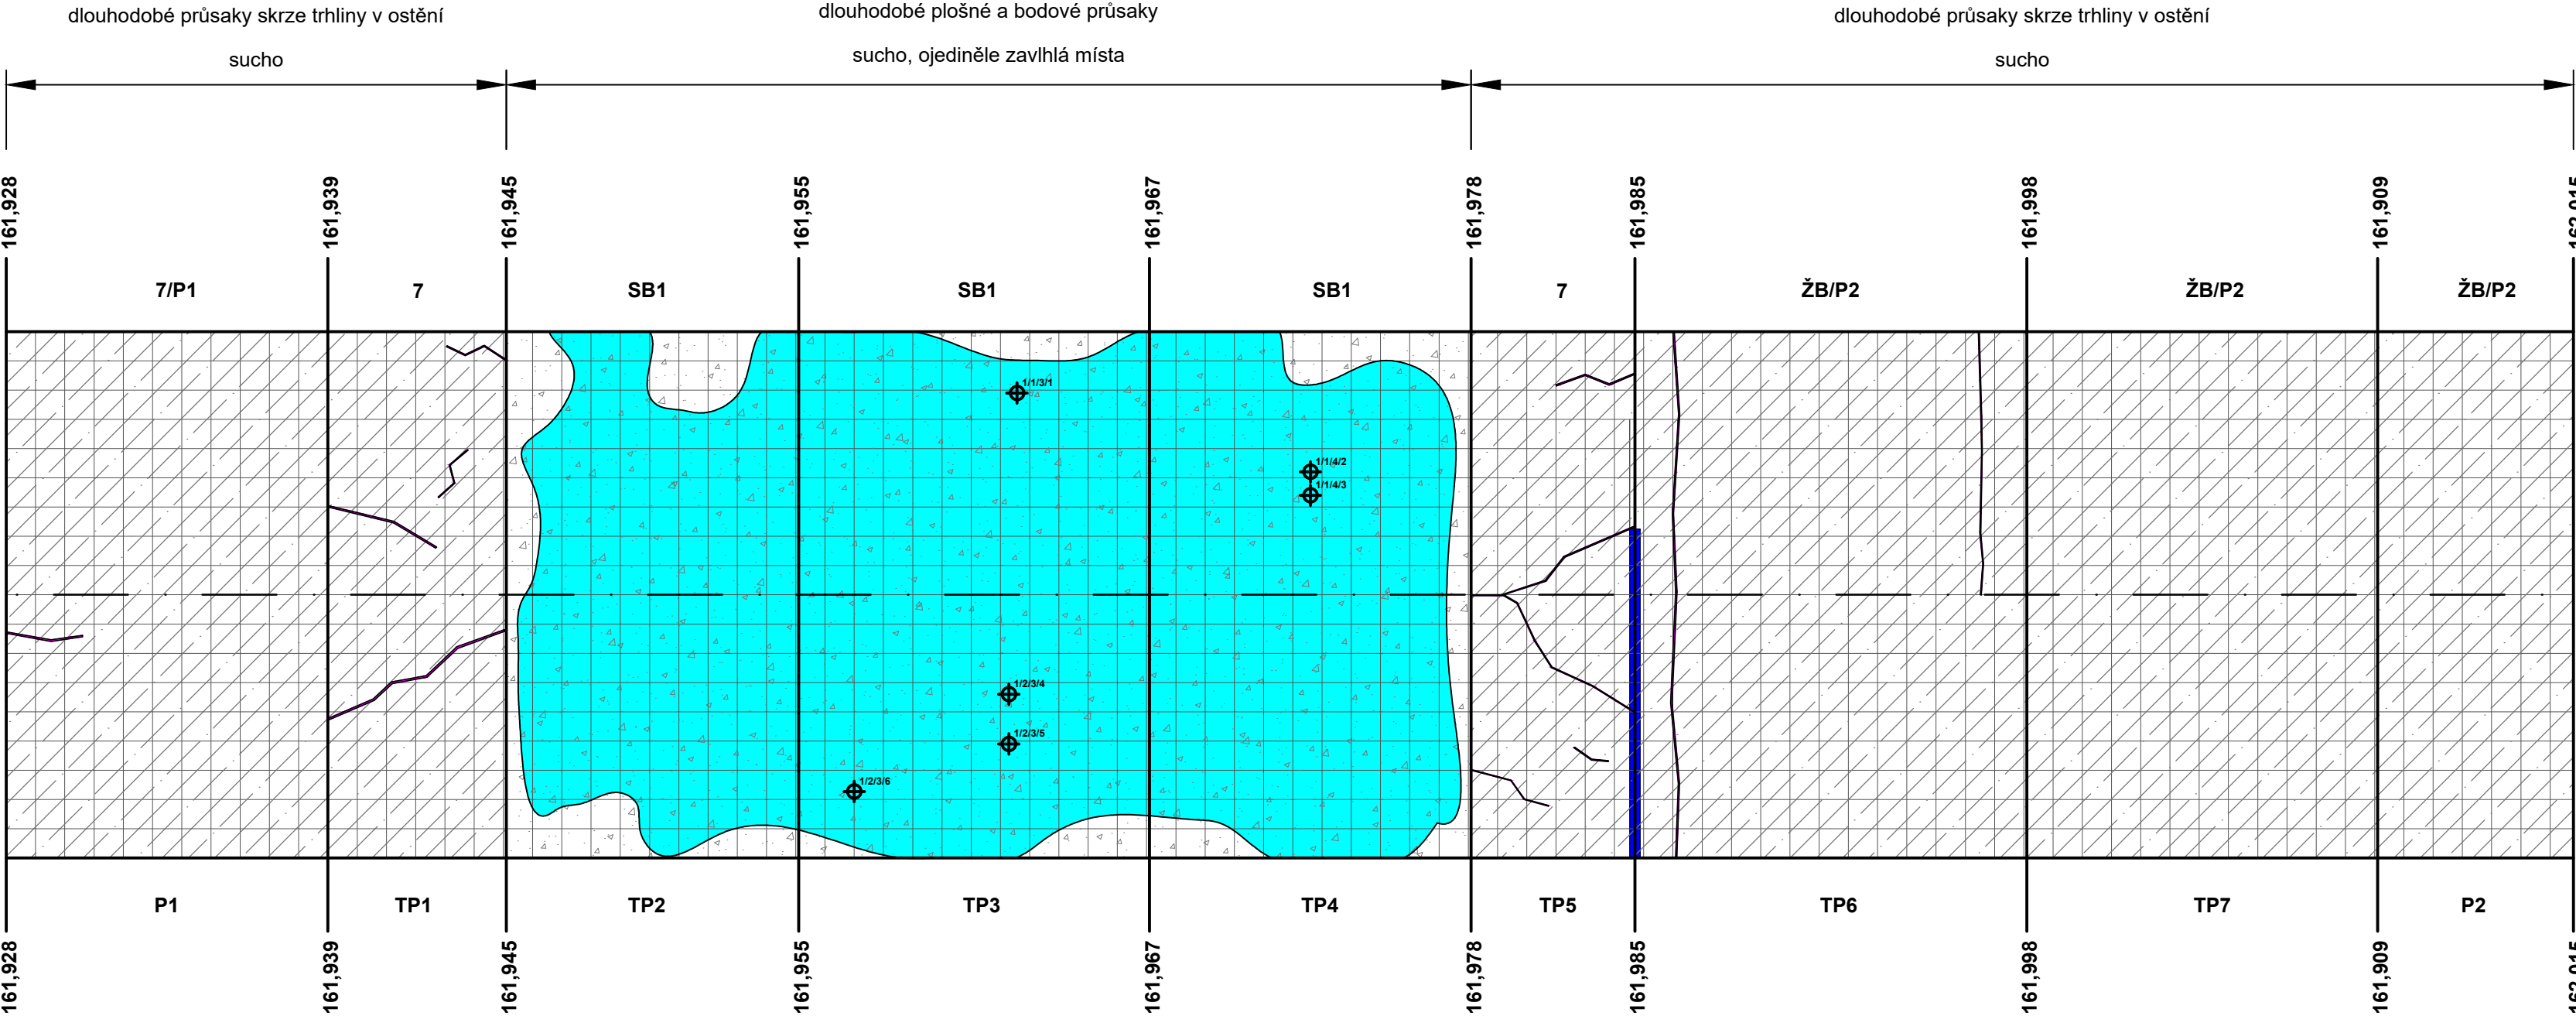 dlouhodobé průsaky skrze trhliny v ostění
sucho
dlouhodobé plošné a bodové průsaky
sucho, ojediněle zavlhlá místa
dlouhodobé průsaky skrze trhliny v ostění
sucho
161,928
161,939
161,945
161,955
161,967
161,978
161,985
161,998
161,909
162,015
7/P1
7
SB1
SB1
SB1
7
ŽB/P2
ŽB/P2
ŽB/P2
1/1/3/1
1/1/4/2
1/1/4/3
1/2/3/4
1/2/3/5
1/2/3/6
P1
TP1
TP2
TP3
TP4
TP5
TP6
TP7
P2
161,928
161,939
161,945
161,955
161,967
161,978
161,985
161,998
161,909
162,015